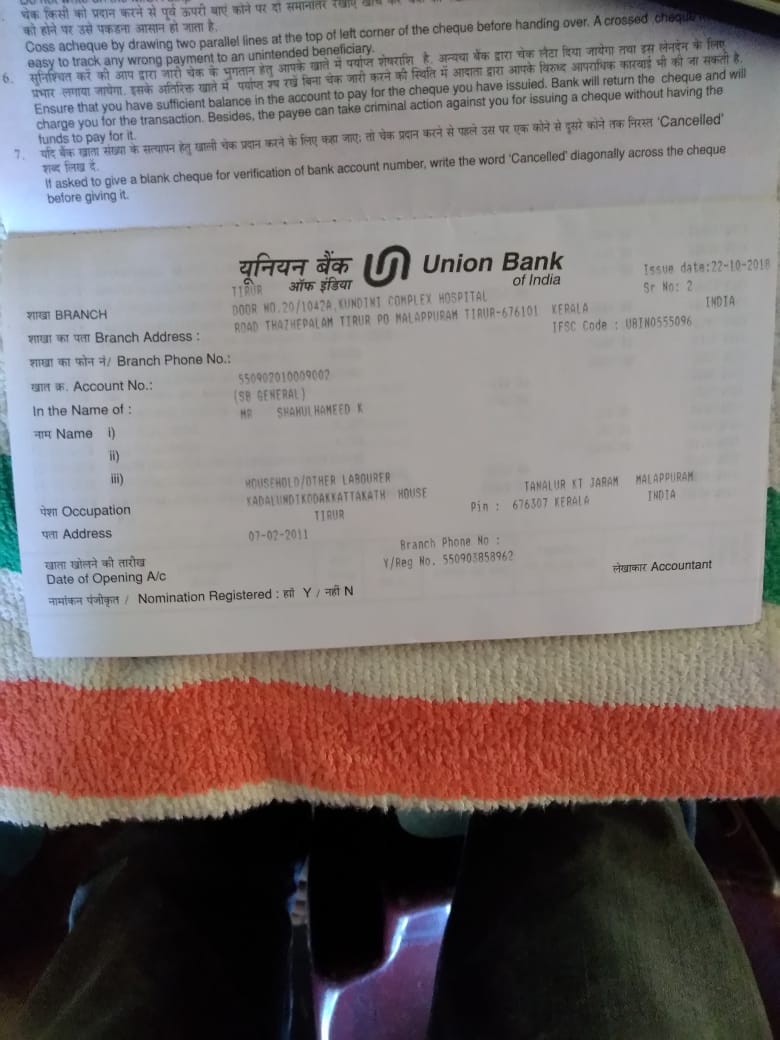 चेक किसी को प्रदान करने से पूर्व ऊपरी बाएं कोने पर दो समानांतर रेखाएं खींच
को होने पर उसे पकडना आसान हो जाता है.
Coss acheque by drawing two parallel lines at the top of left corner of the cheque before handing over. A crossed cheque
easy to track any wrong payment to an unintended beneficiary.
6. सुनिश्चित करें की आप द्वारा जारी चेक के भुगतान हेतु आपके खाते में पर्याप्त शेषराशि है. अन्यथा बैंक द्वारा चेक लैटा दिया जायेगा तथा इस लेनदेन के लिए
प्रभार लगाया जायेगा. इसके अतिरिक्त खाते में पर्याप्त शेष रखे बिना चेक जारी करने की स्थिति में आदाता द्वारा आपके विरुध्द आपराधिक कारवाई भी की जा सकती है.
Ensure that you have sufficient balance in the account to pay for the cheque you have issuied. Bank will return the cheque and will
charge you for the transaction. Besides, the payee can take criminal action against you for issuing a cheque without having the
funds to pay for it.
7. यदि बैंक खाता संख्या के सत्यापन हेतु खाली चेक प्रदान करने के लिए कहा जाए; तो चेक प्रदान करने से पहले उस पर एक कोने से दुसरे कोने तक निरस्त 'Cancelled'
शब्द लिख दें.
If asked to give a blank cheque for verification of bank account number, write the word 'Cancelled' diagonally across the cheque
before giving it.
यूनियन बैंक Union Bank
ऑफ इंडिया of India
Issue date:22-10-2018
Sr No: 2
TIRUR
शाखा BRANCH
DOOR NO.20/1042A,KUNDINI COMPLEX HOSPITAL INDIA
शाखा का पता Branch Address :
ROAD THAZHEPALAM TIRUR PO MALAPPURAM TIRUR-676101 KERALA
IFSC Code : UBIN0555096
शाखा का फोन नं/ Branch Phone No.:
खात क्र. Account No.: 550902010009002
(SB GENERAL)
In the Name of : MR SHAHULHAMEED K
नाम Name i)
ii)
iii)
पेशा Occupation HOUSEHOLD/OTHER LABOURER
पता Address KADALUNDIKODAKKATTAKATH HOUSE TANALUR KT JARAM MALAPPURAM
TIRUR Pin : 676307 KERALA INDIA
खाता खोलने की तारीख
Date of Opening A/c 07-02-2011
Branch Phone No :
Y/Reg No. 550903858962
नामांकन पंजीकृत / Nomination Registered : हाँ Y / नहीं N
लेखाकार Accountant